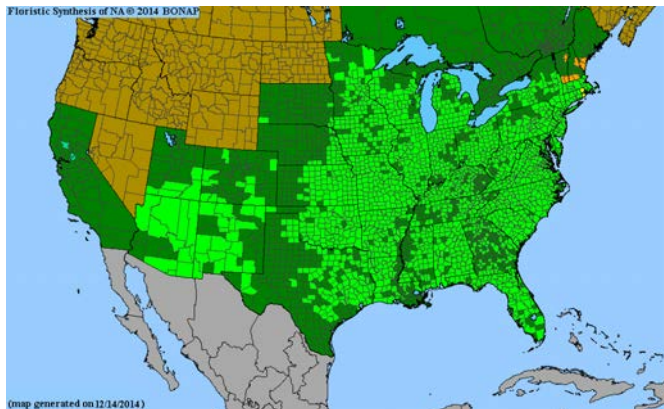 Floristic Synthesis of NA © 2014 BONAP
(map generated on 12/14/2014)